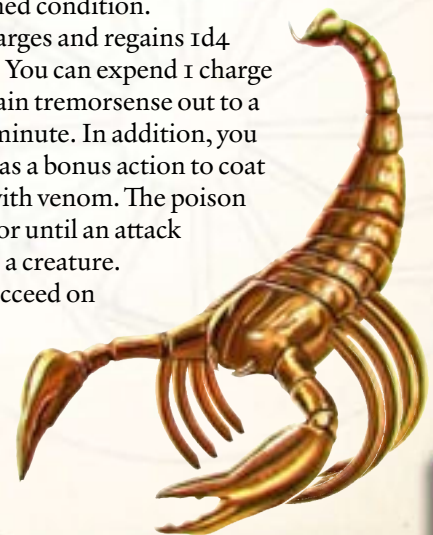 ned condition.
arges and regains 1d4
You can expend 1 charge
ain tremorsense out to a
minute. In addition, you
as a bonus action to coat
with venom. The poison
or until an attack
a creature.
cceed on